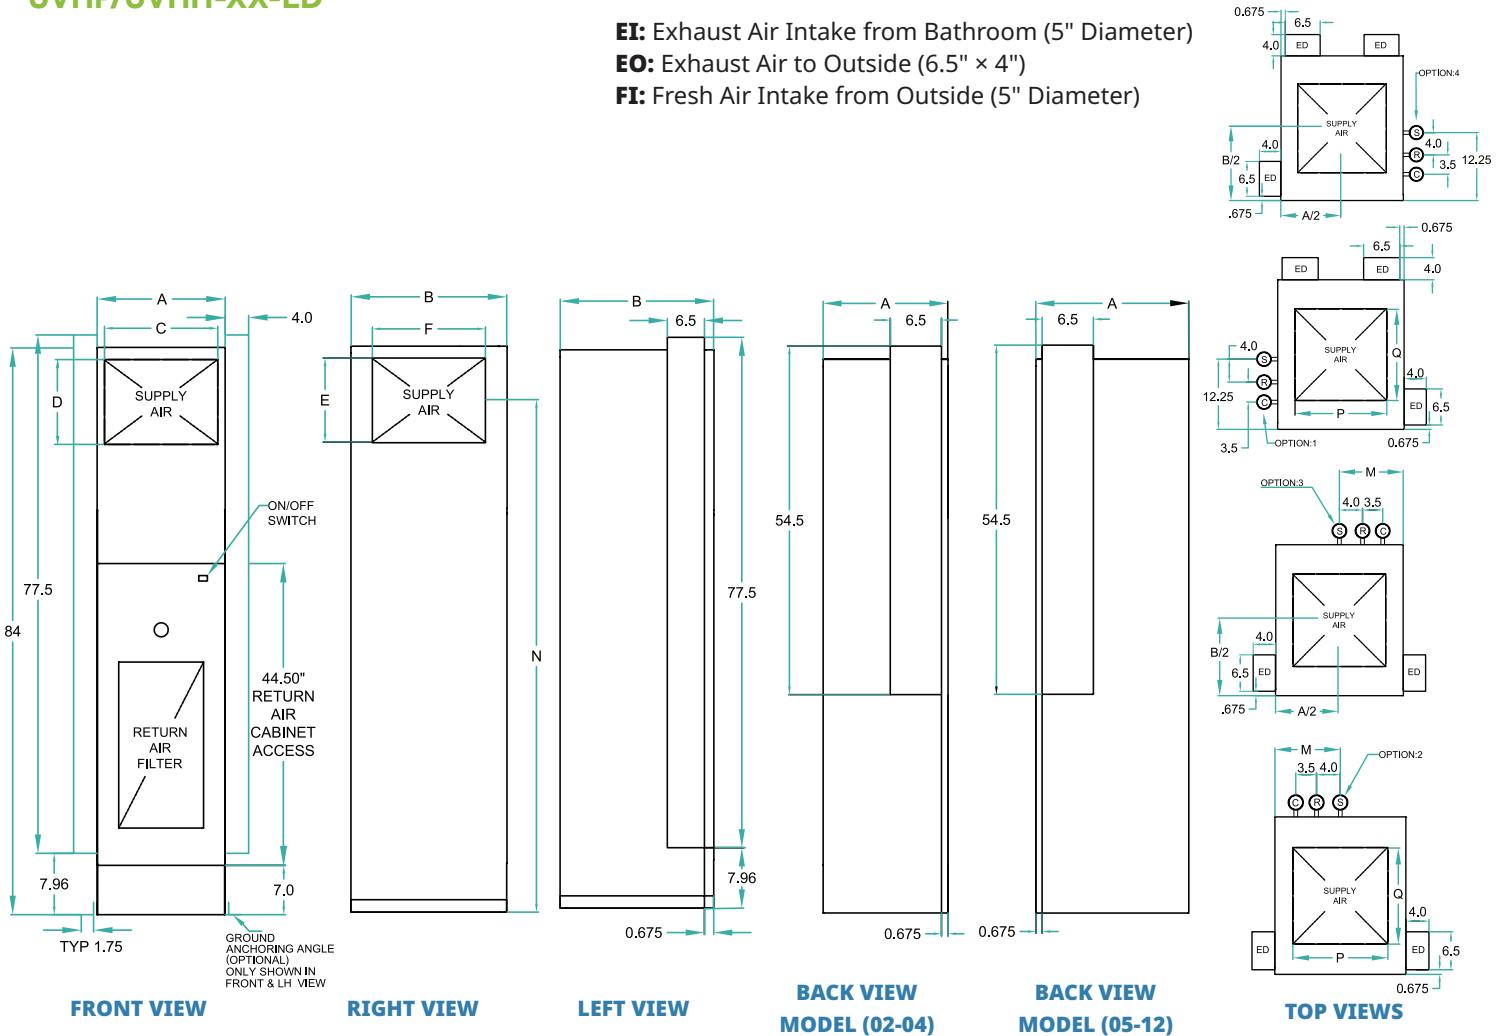 UVHP/UVHH-XX-ED
EI: Exhaust Air Intake from Bathroom (5" Diameter)
EO: Exhaust Air to Outside (6.5" × 4")
FI: Fresh Air Intake from Outside (5" Diameter)
A
C
4.0
D
SUPPLY
AIR
ON/OFF
SWITCH
77.5
84
44.50"
RETURN
AIR
CABINET
ACCESS
RETURN
AIR
FILTER
7.96
7.0
TYP 1.75
GROUND
ANCHORING ANGLE
(OPTIONAL)
ONLY SHOWN IN
FRONT & LH VIEW
FRONT VIEW
B
F
E
SUPPLY
AIR
N
RIGHT VIEW
B
6.5
77.5
7.96
0.675
LEFT VIEW
A
6.5
54.5
0.675
BACK VIEW
MODEL (02-04)
A
6.5
54.5
0.675
BACK VIEW
MODEL (05-12)
0.675
6.5
4.0
ED
ED
OPTION:4
SUPPLY
AIR
S
R
C
4.0
3.5
12.25
B/2
4.0
6.5
ED
.675
A/2
0.675
6.5
ED
ED
4.0
SUPPLY
AIR
Q
P
4.0
S
R
C
12.25
3.5
OPTION:1
4.0
ED
6.5
0.675
M
OPTION:3
4.0
3.5
S
R
C
SUPPLY
AIR
B/2
4.0
6.5
ED
ED
.675
A/2
M
3.5
4.0
OPTION:2
C
R
S
SUPPLY
AIR
Q
P
4.0
ED
ED
6.5
0.675
TOP VIEWS